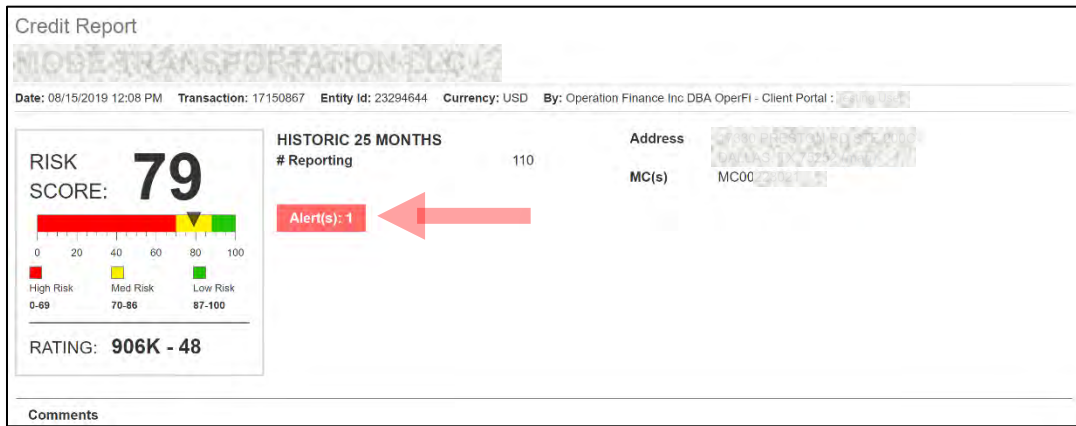 Credit Report
Date: 08/15/2019 12:08 PM Transaction: 17150867 Entity Id: 23294644 Currency: USD By: Operation Finance Inc DBA OperFi - Client Portal :
RISK SCORE: 79
0 20 40 60 80 100
High Risk Med Risk Low Risk
0-69 70-86 87-100
RATING: 906K - 48
HISTORIC 25 MONTHS
# Reporting 110
Alert(s): 1
Address
MC(s) MC00
Comments